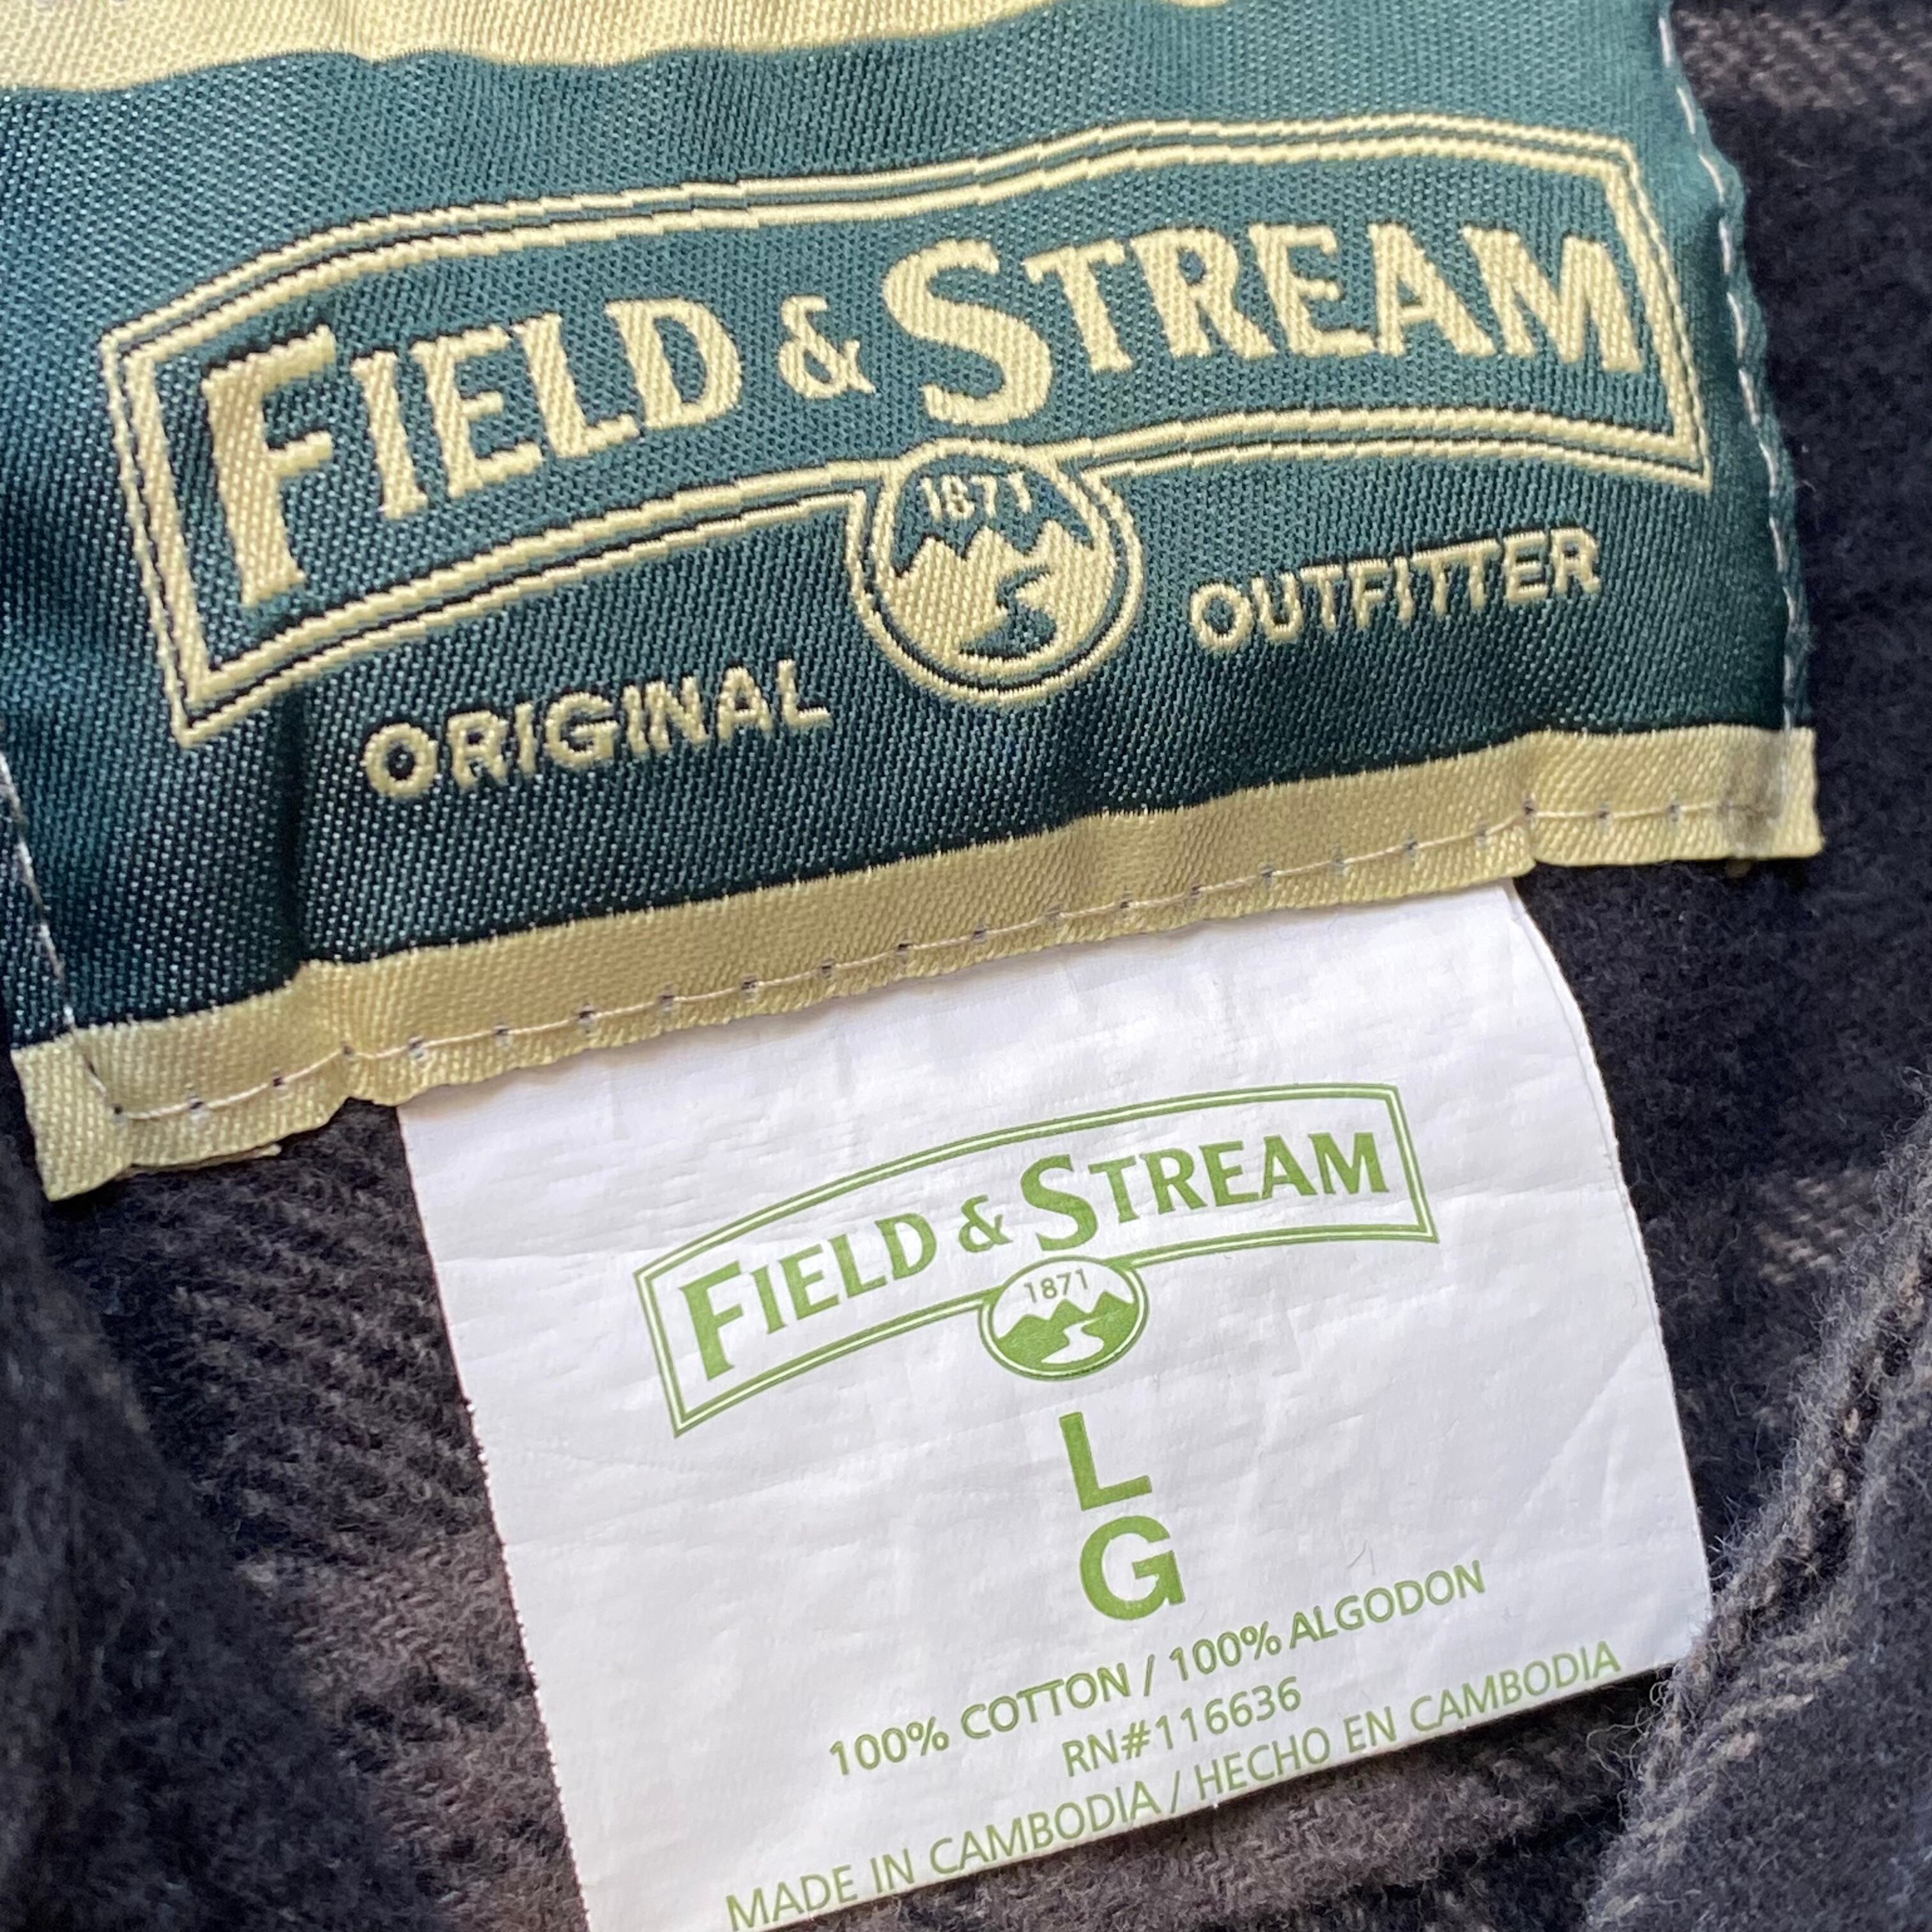 FIELD & STREAM
1871
ORIGINAL OUTFITTER
FIELD & STREAM
1871
L
G
100% COTTON / 100% ALGODON
RN#116636
MADE IN CAMBODIA / HECHO EN CAMBODIA